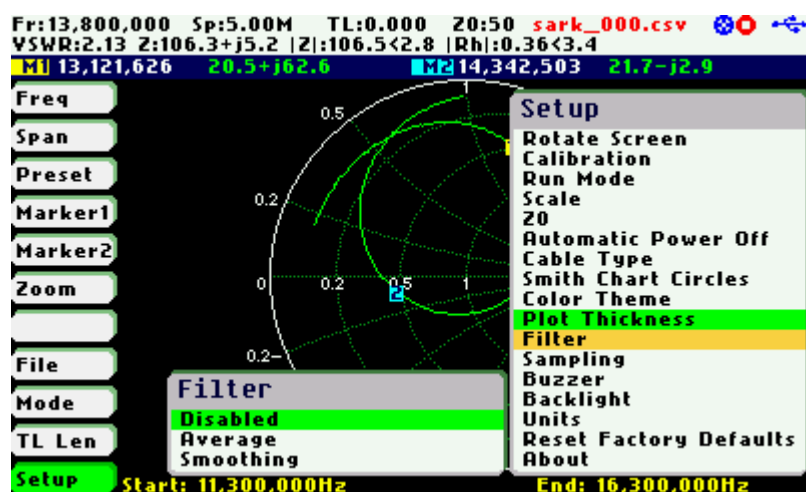 Fr:13,800,000 Sp:5.00M TL:0.000 Z0:50 sark_000.csv
VSWR:2.13 Z:106.3+j5.2 |Z|:106.5<2.8 |Rh|:0.36<3.4
M1 13,121,626 20.5+j62.6 M2 14,342,503 21.7-j2.9
Freq
Span
Preset
Marker1
Marker2
Zoom
File
Mode
TL Len
Setup
1
0.5
0.2
0 0.2 0.5 1
2
0.2
Setup
Rotate Screen
Calibration
Run Mode
Scale
Z0
Automatic Power Off
Cable Type
Smith Chart Circles
Color Theme
Plot Thickness
Filter
Sampling
Buzzer
Backlight
Units
Reset Factory Defaults
About
Filter
Disabled
Average
Smoothing
Start: 11,300,000Hz End: 16,300,000Hz